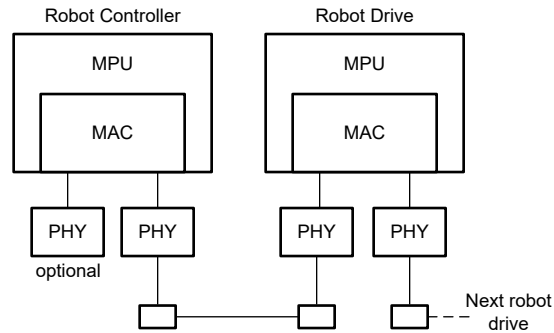 Robot Controller
Robot Drive
MPU
MPU
MAC
MAC
PHY
PHY
PHY
PHY
optional
Next robot
drive